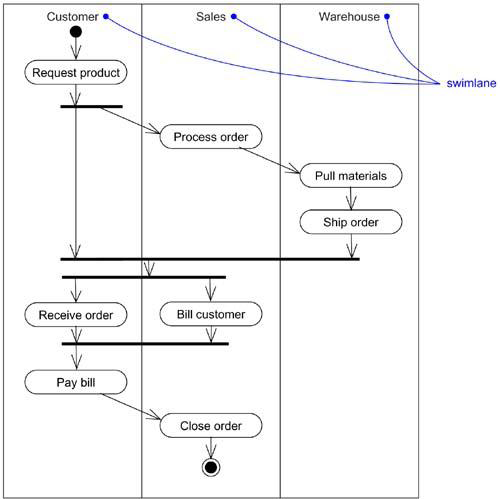 Customer
Sales
Warehouse
Request product
swimlane
Process order
Pull materials
Ship order
Receive order
Bill customer
Pay bill
Close order